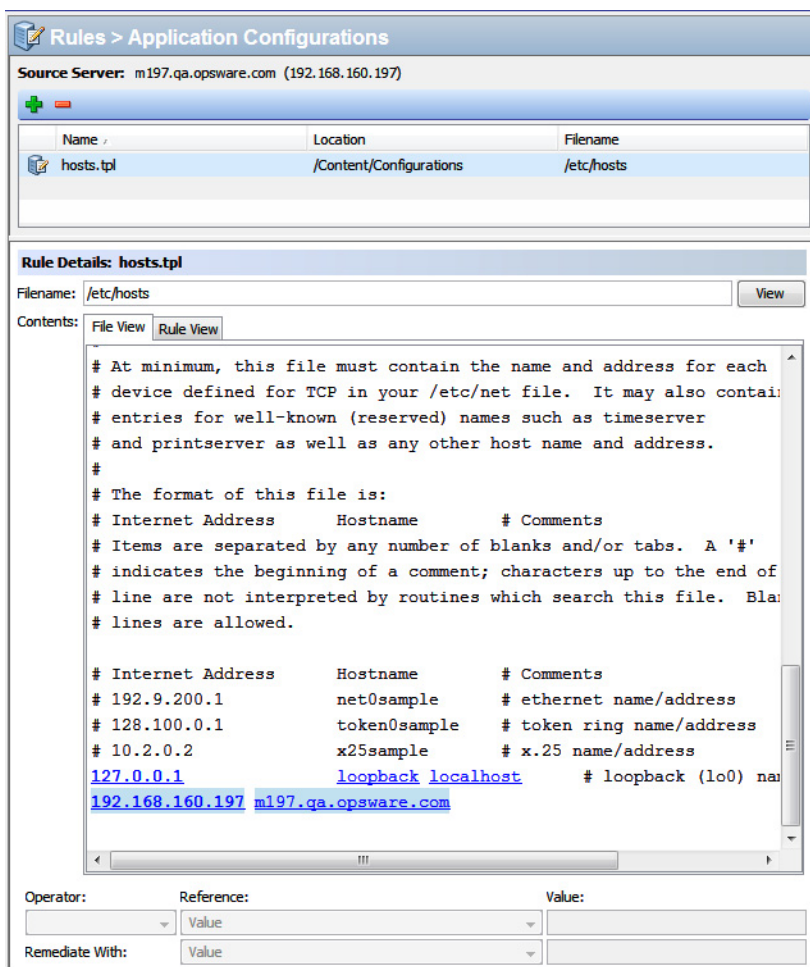 Rules > Application Configurations
Source Server: m197.qa.opsware.com (192.168.160.197)
Name / Location Filename
hosts.tpl /Content/Configurations /etc/hosts
Rule Details: hosts.tpl
Filename: /etc/hosts View
Contents: File View Rule View
# At minimum, this file must contain the name and address for each
# device defined for TCP in your /etc/net file. It may also contai
# entries for well-known (reserved) names such as timeserver
# and printserver as well as any other host name and address.
#
# The format of this file is:
# Internet Address Hostname # Comments
# Items are separated by any number of blanks and/or tabs. A '#'
# indicates the beginning of a comment; characters up to the end of
# line are not interpreted by routines which search this file. Bla
# lines are allowed.
# Internet Address Hostname # Comments
# 192.9.200.1 net0sample # ethernet name/address
# 128.100.0.1 token0sample # token ring name/address
# 10.2.0.2 x25sample # x.25 name/address
127.0.0.1 loopback localhost # loopback (lo0) na
192.168.160.197 m197.qa.opsware.com
Operator: Reference: Value:
Value
Remediate With: Value